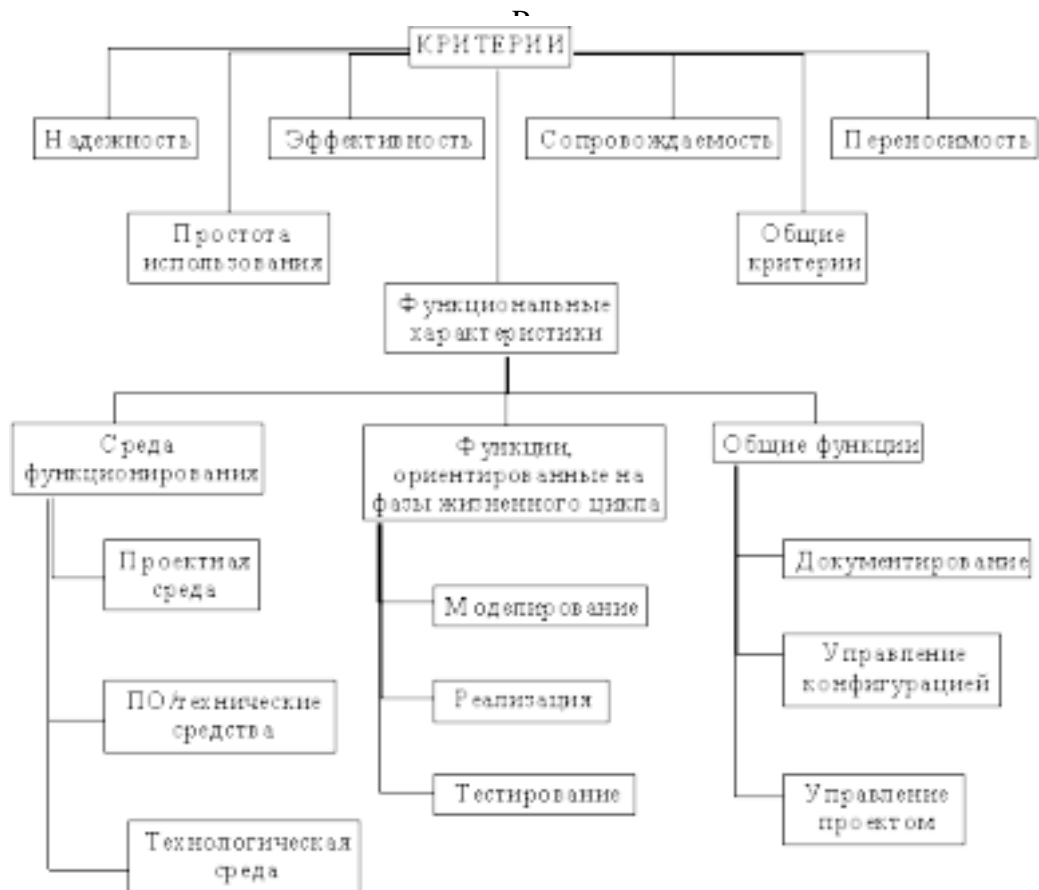 КРИТЕРИИ
Надежность
Эффективность
Сопровождаемость
Переносимость
Простота
использования
Общие
критерии
Функциональные
характеристики
Среда
функционирования
Функции,
ориентированные на
фазы жизненного цикла
Общие функции
Проектная
среда
Документирование
Моделирование
Управление
конфигурацией
ПО/технические
средства
Реализация
Тестирование
Управление
проектом
Технологическая
среда